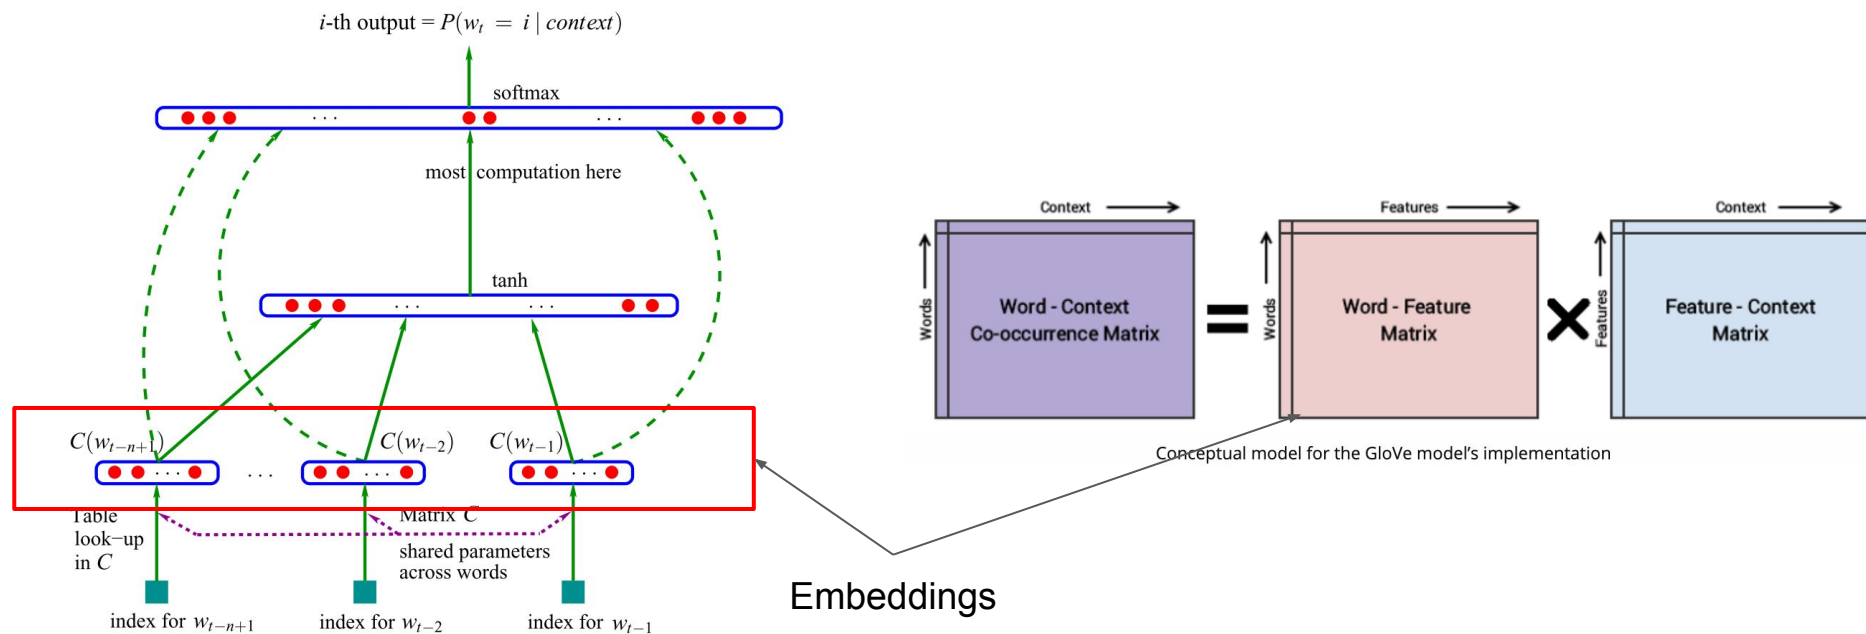 i-th output = P(w_t = i | context)
softmax
. . .
. . .
most computation here
tanh
. . .
. . .
C(w_{t−n+1})
C(w_{t−2})
C(w_{t−1})
. . .
. . .
. . .
. . .
Table
look−up
in C
Matrix C
shared parameters
across words
index for w_{t−n+1}
index for w_{t−2}
index for w_{t−1}
Embeddings
Context
Words
Word - Context
Co-occurrence Matrix
=
Features
Words
Word - Feature
Matrix
×
Context
Features
Feature - Context
Matrix
Conceptual model for the GloVe model’s implementation